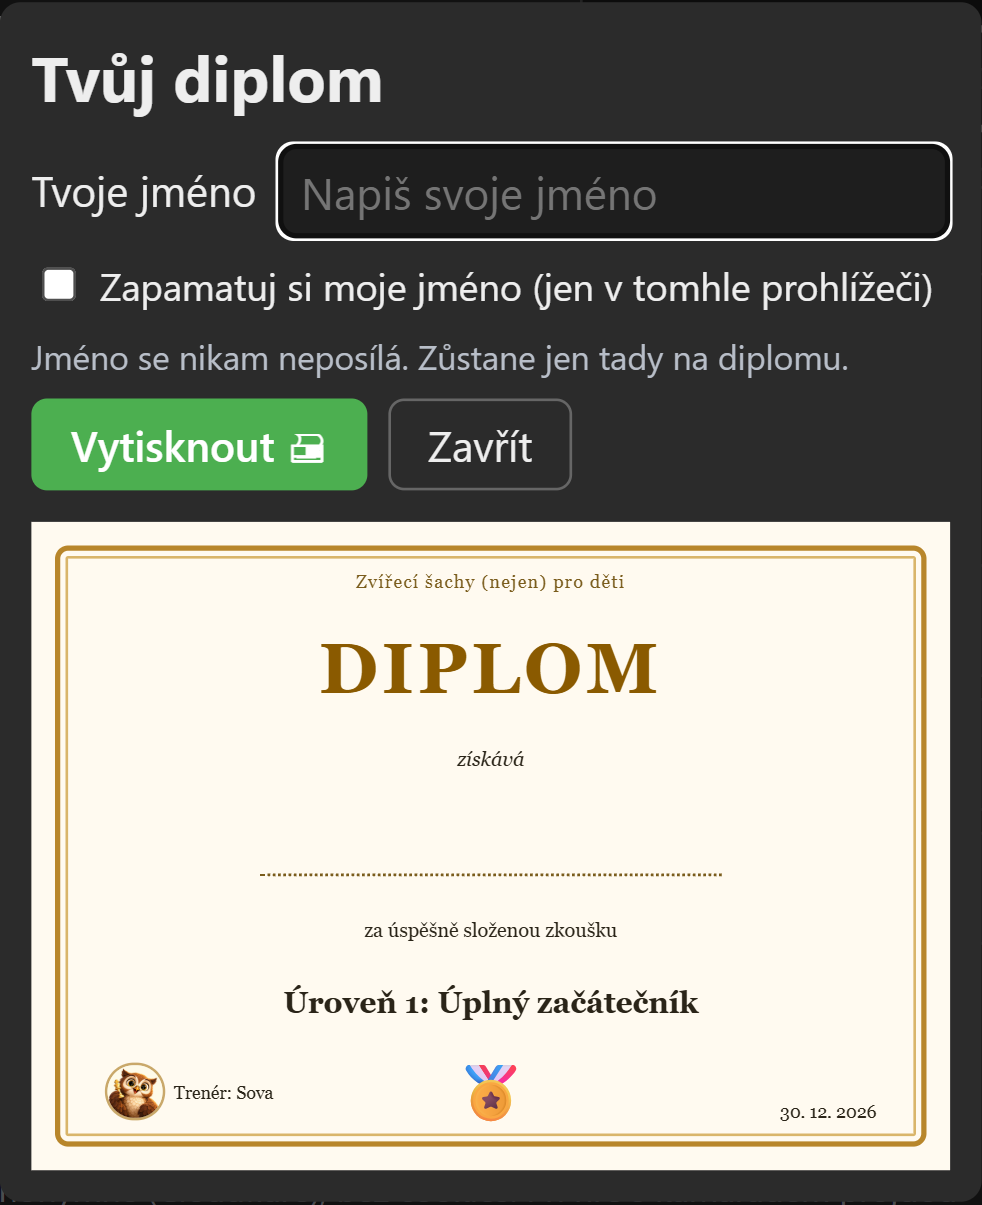 Tvůj diplom
Tvoje jméno
Napiš svoje jméno
Zapamatuj si moje jméno (jen v tomhle prohlížeči)
Jméno se nikam neposílá. Zůstane jen tady na diplomu.
Vytisknout
Zavřít
Zvířecí šachy (nejen) pro děti
DIPLOM
získává
za úspěšně složenou zkoušku
Úroveň 1: Úplný začátečník
Trenér: Sova
30. 12. 2026